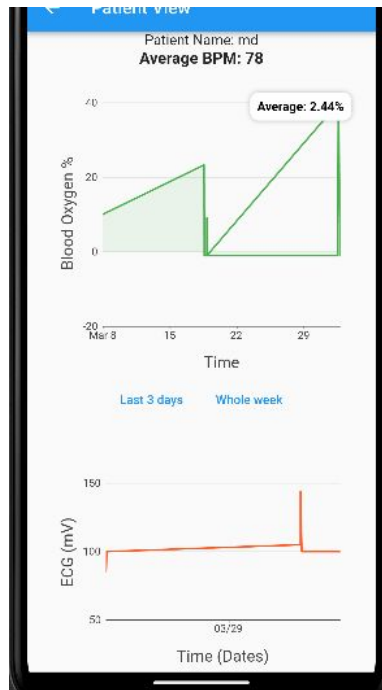 Patient View
Patient Name: md
Average BPM: 78
Average: 2.44%
40
20
0
-20
Blood Oxygen %
Mar 8
15
22
29
Time
Last 3 days
Whole week
150
100
50
ECG (mV)
03/29
Time (Dates)